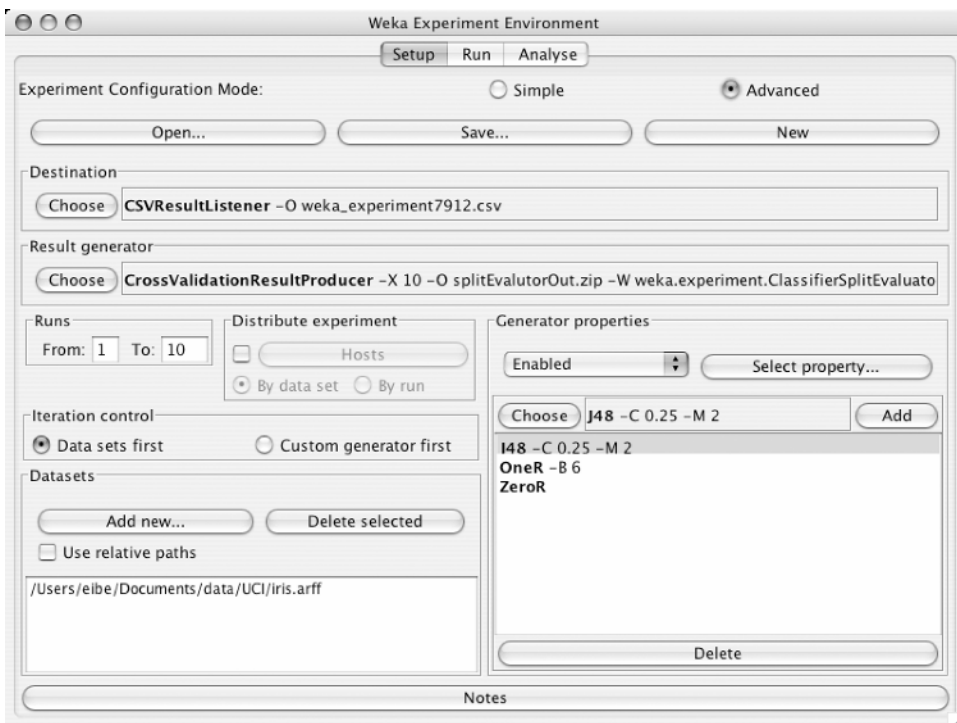 Weka Experiment Environment
Setup Run Analyse
Experiment Configuration Mode: Simple Advanced
Open... Save... New
Destination
Choose CSVResultListener -O weka_experiment7912.csv
Result generator
Choose CrossValidationResultProducer -X 10 -O splitEvalutorOut.zip -W weka.experiment.ClassifierSplitEvaluato
Runs
From: 1 To: 10
Distribute experiment
Hosts
By data set By run
Generator properties
Enabled Select property...
Iteration control
Data sets first Custom generator first
Choose J48 -C 0.25 -M 2 Add
J48 -C 0.25 -M 2
OneR -B 6
ZeroR
Datasets
Add new... Delete selected
Use relative paths
/Users/eibe/Documents/data/UCI/iris.arff
Delete
Notes